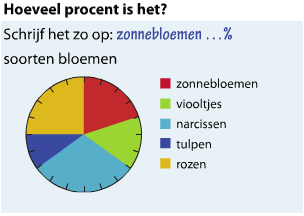 Hoeveel procent is het?
Schrijf het zo op: zonnebloemen ...%
soorten bloemen
zonnebloemen
viooltjes
narcissen
tulpen
rozen